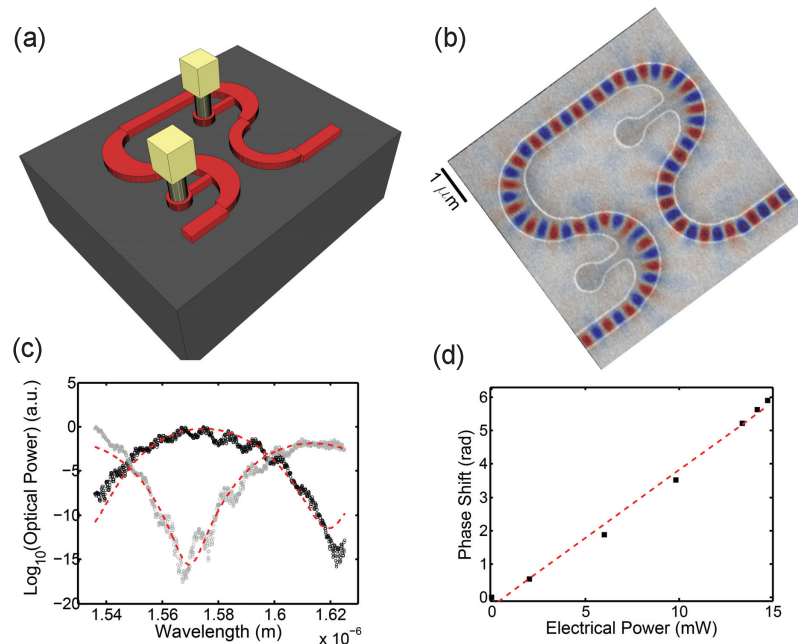 (a)
(b)
1 μm
(c)
Log10(Optical Power) (a.u.)
5
0
−5
−10
−15
−20
1.54
1.56
1.58
1.6
1.62
Wavelength (m)
x 10⁻⁶
(d)
Phase Shift (rad)
6
5
4
3
2
1
0
0
5
10
15
Electrical Power (mW)